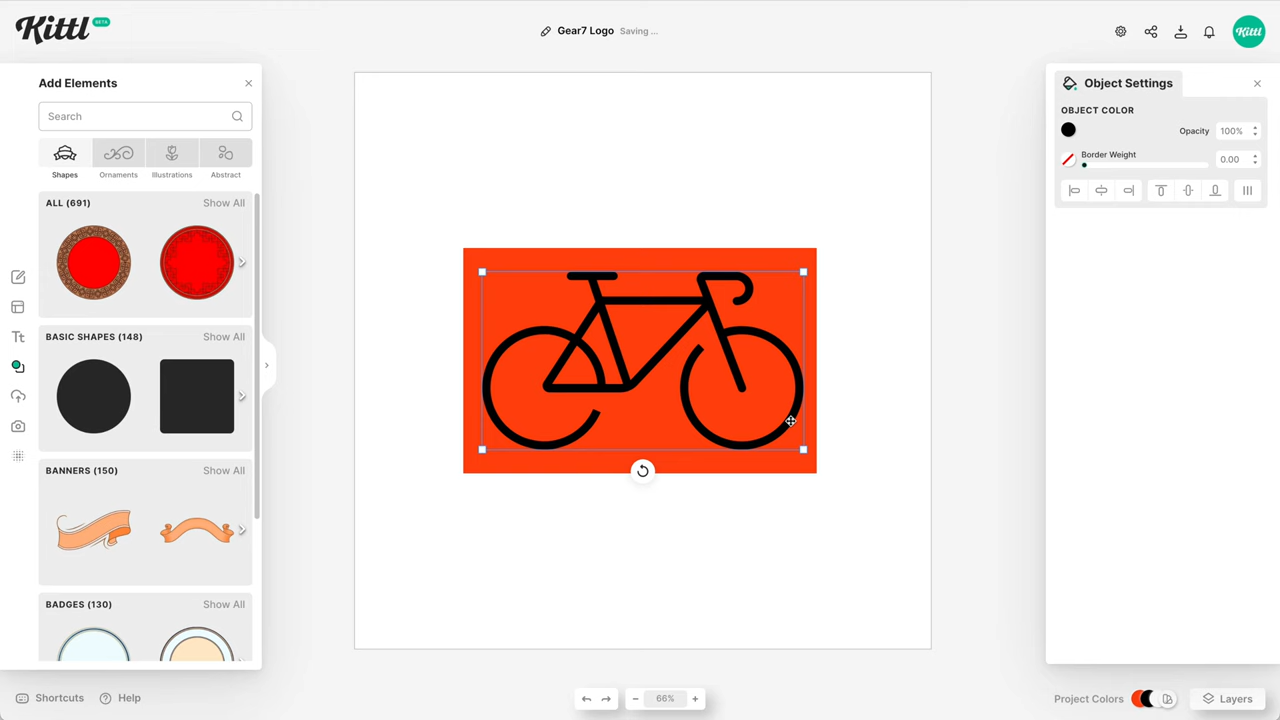 Kittl BETA
Gear7 Logo Saving ...
Kittl
Add Elements
Search
Shapes Ornaments Illustrations Abstract
ALL (691) Show All
BASIC SHAPES (148) Show All
BANNERS (150) Show All
BADGES (130) Show All
Tt
Object Settings
OBJECT COLOR
Opacity 100%
Border Weight 0.00
Shortcuts Help
66%
Project Colors Layers